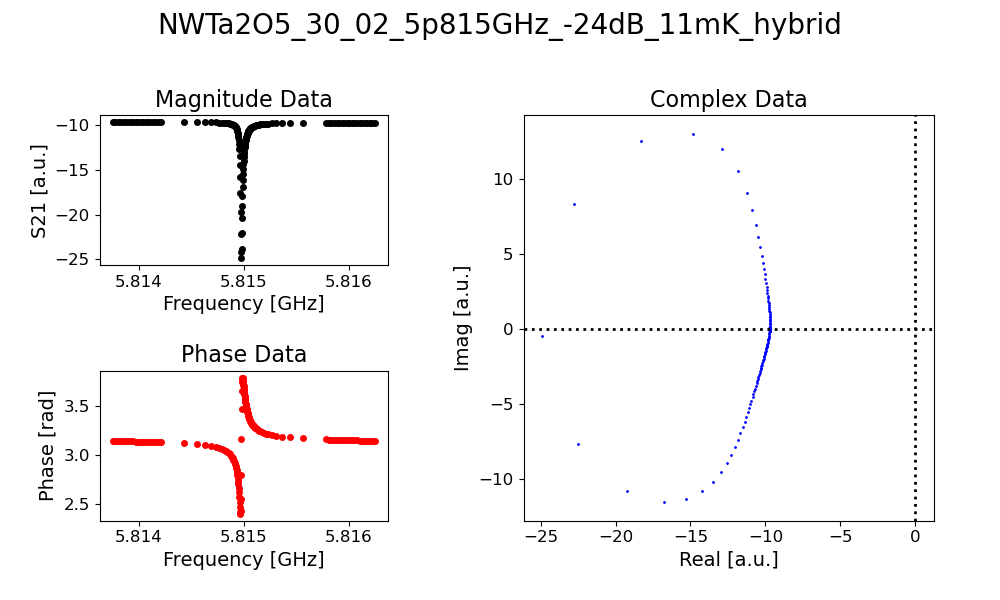 NWTa2O5_30_02_5p815GHz_-24dB_11mK_hybrid
Magnitude Data
S21 [a.u.]
−10
−15
−20
−25
5.814 5.815 5.816
Frequency [GHz]
Phase Data
Phase [rad]
3.5
3.0
2.5
5.814 5.815 5.816
Frequency [GHz]
Complex Data
Imag [a.u.]
10
5
0
−5
−10
−25 −20 −15 −10 −5 0
Real [a.u.]